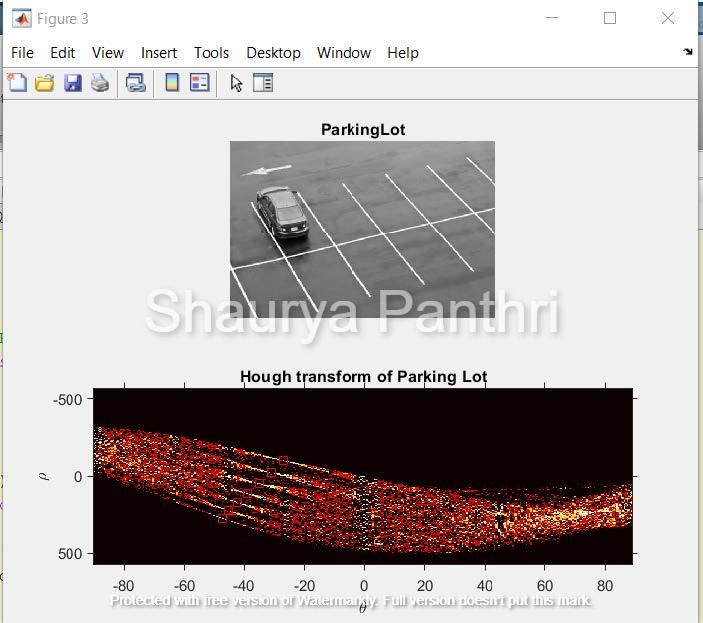 Figure 3
File Edit View Insert Tools Desktop Window Help
ParkingLot
Shaurya Panthri
Hough transform of Parking Lot
-500
0
500
ρ
-80 -60 -40 -20 0 20 40 60 80
θ
Protected with free version of Watermarkly. Full version doesn't put this mark.